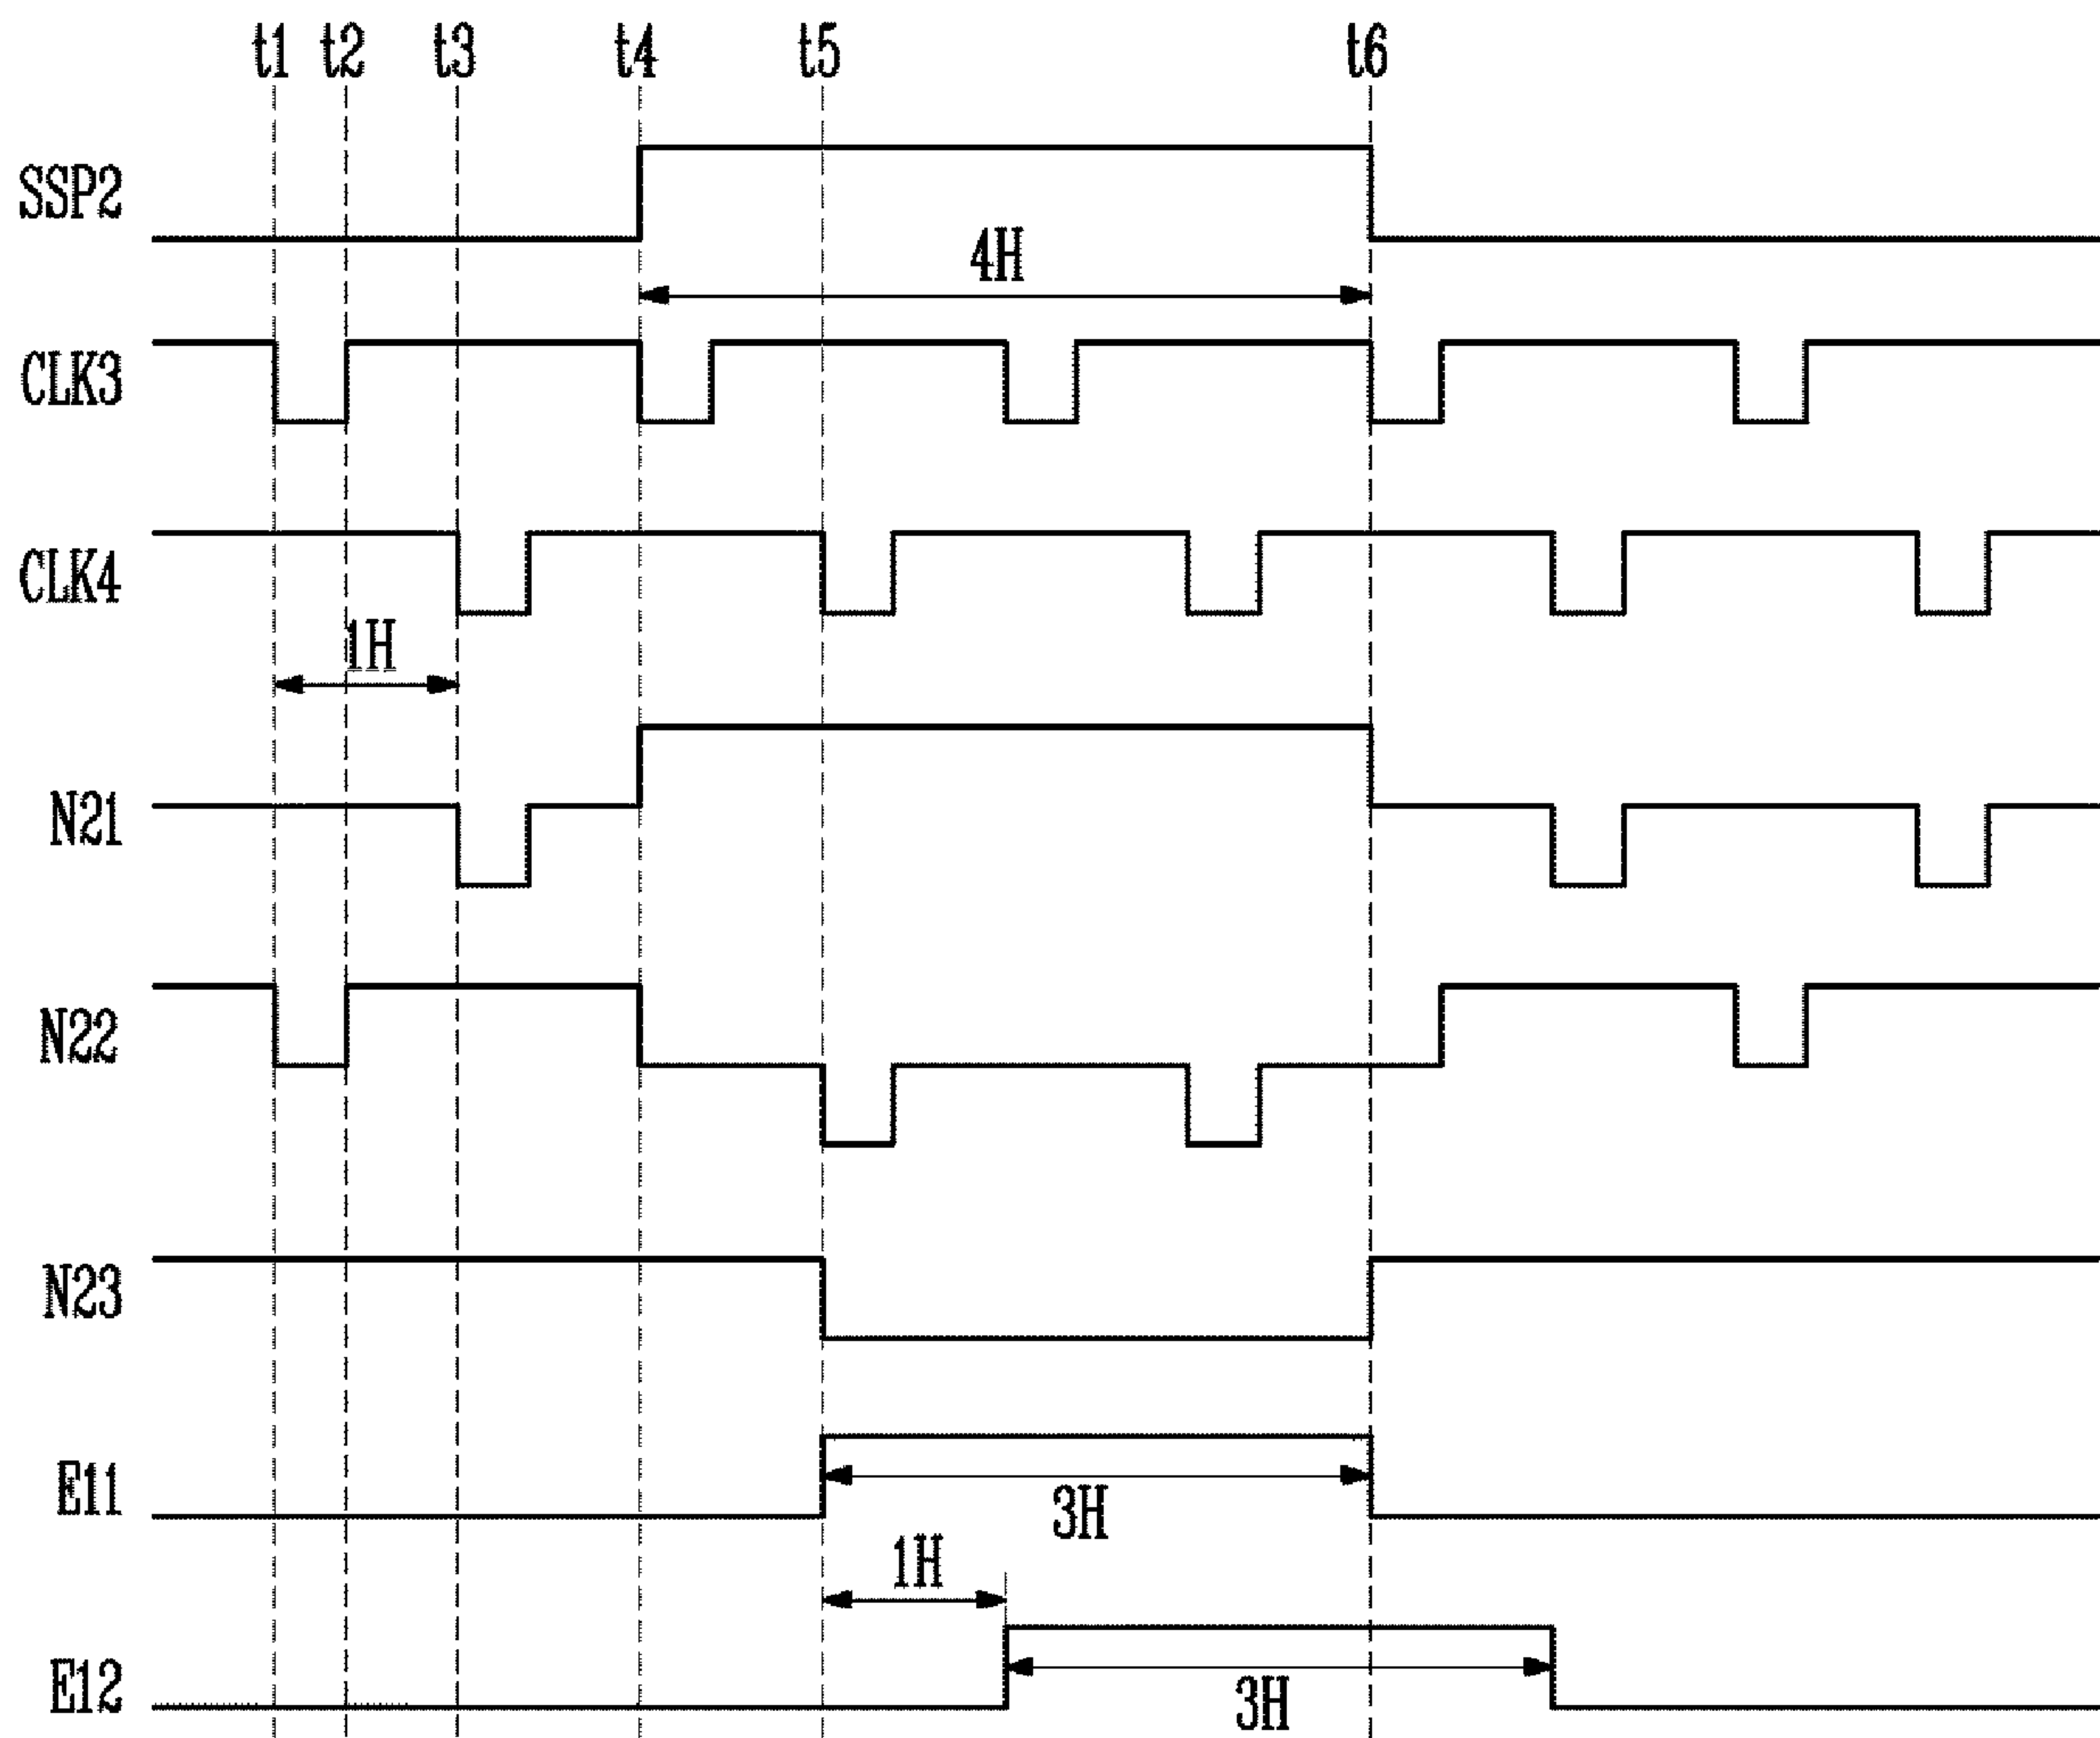 t1 t2 t3 t4 t5 t6
SSP2
4H
CLK3
CLK4
1H
N21
N22
N23
E11
3H
1H
E12
3H